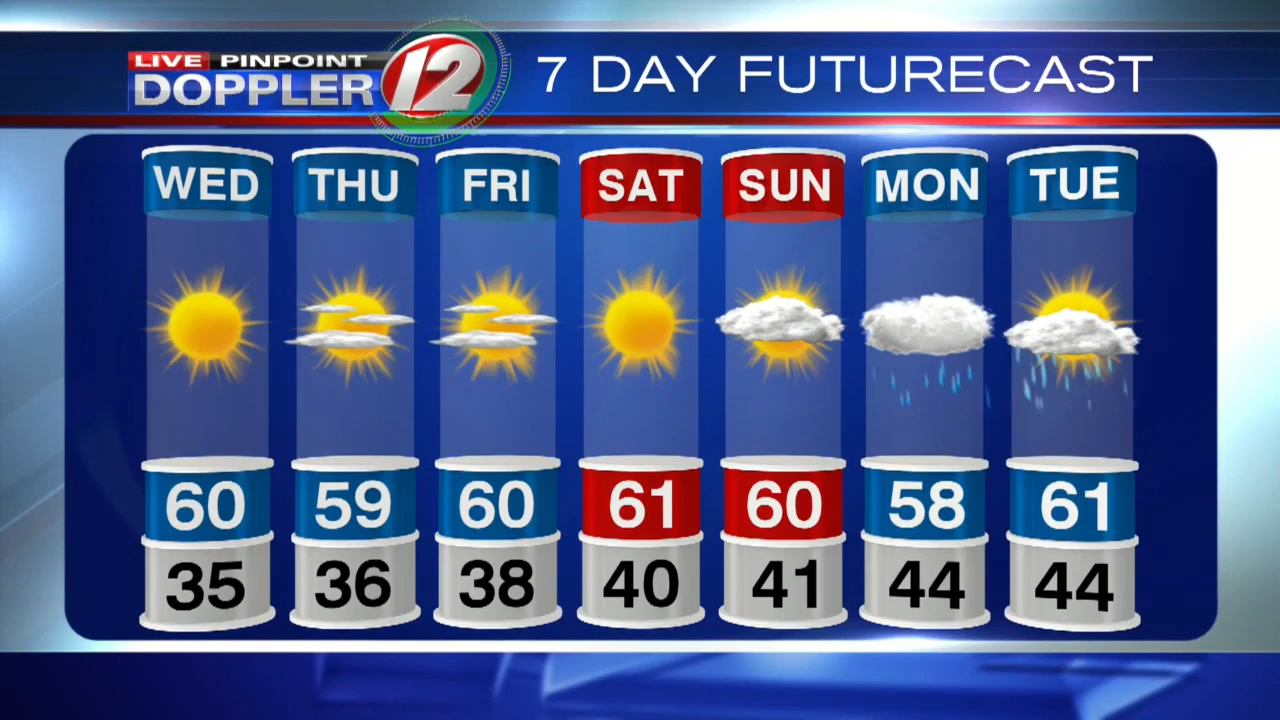 LIVE PINPOINT
DOPPLER 12
7 DAY FUTURECAST
WED THU FRI SAT SUN MON TUE
60 59 60 61 60 58 61
35 36 38 40 41 44 44